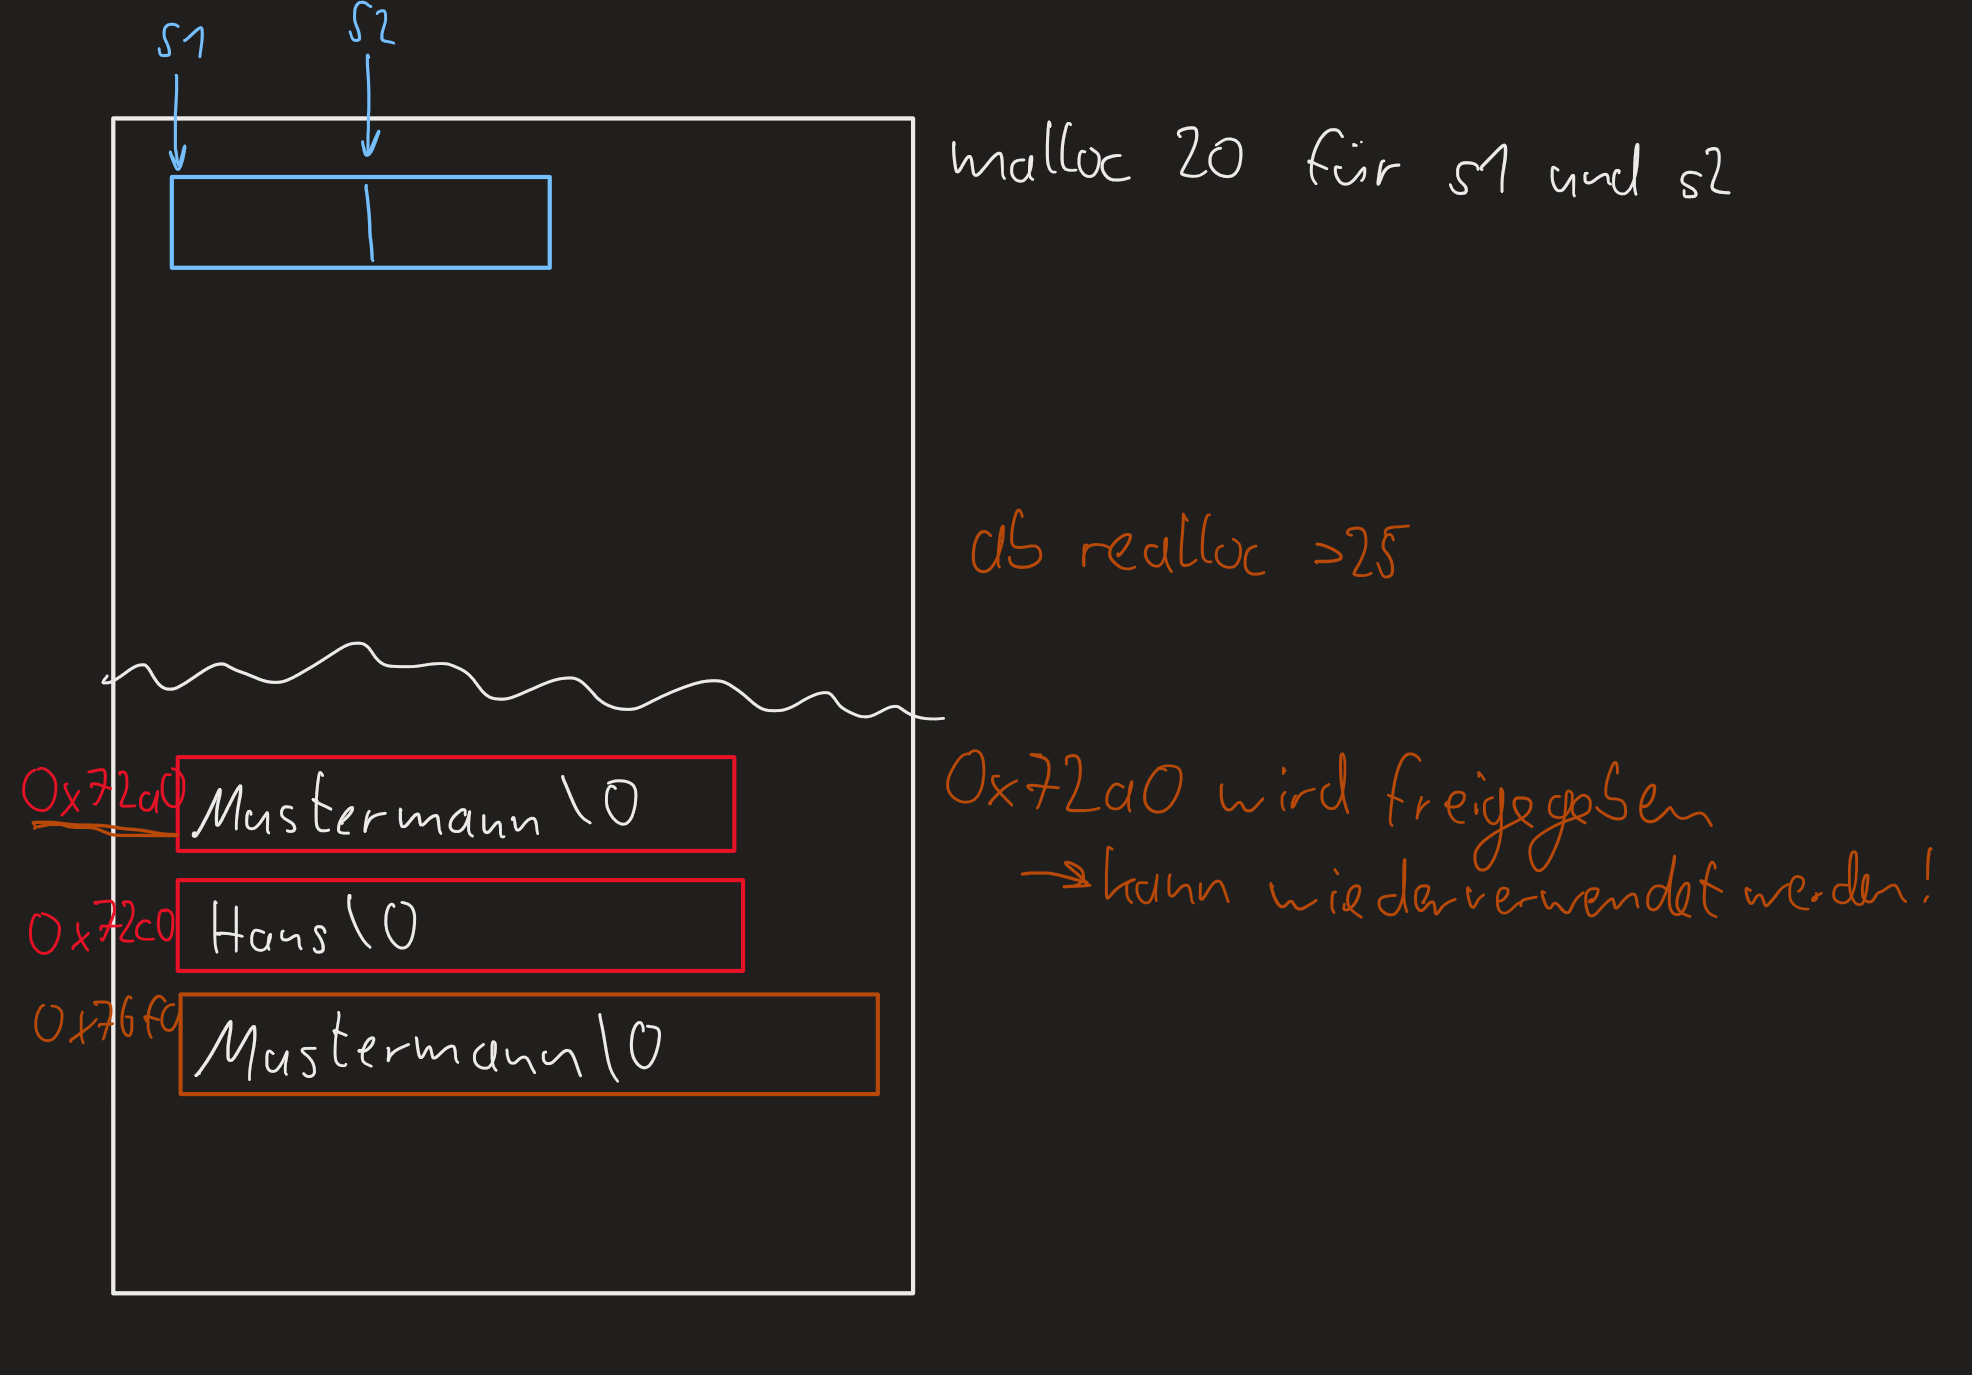 s1
s2
malloc 20 für s1 und s2
ab realloc >25
0x72a0
Mustermann\0
0x72a0 wird freigegeben
→ kann wiederverwendet werden!
0x72c0
Hans\0
0x76f0
Mustermann\0